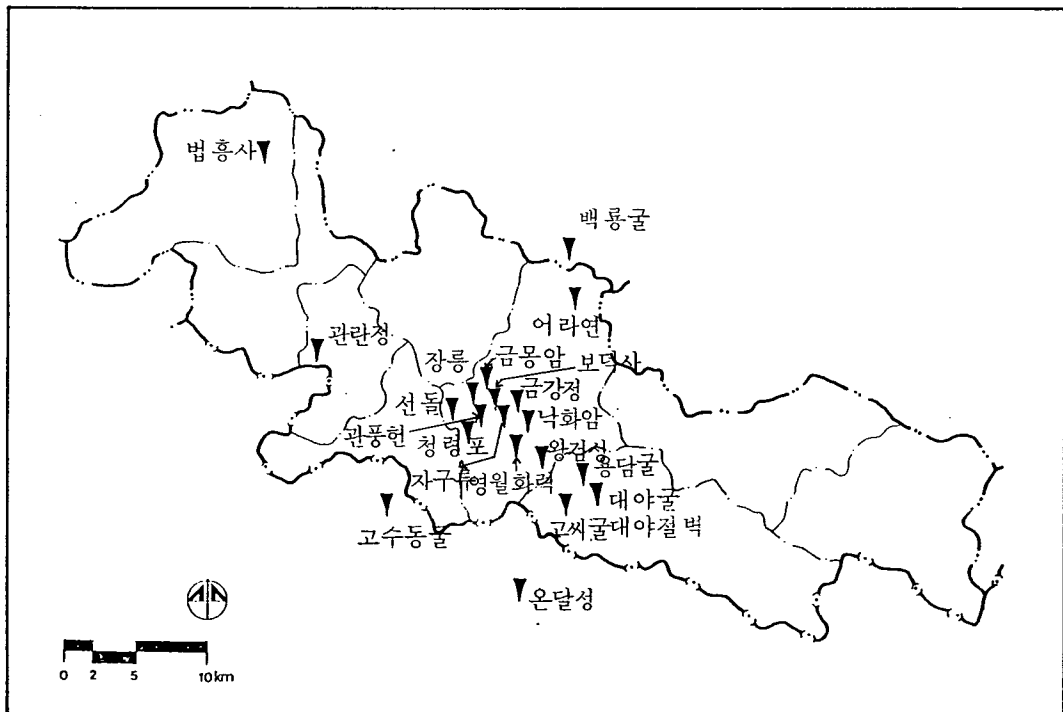 법흥사
백룡굴
어라연
관란정
장릉 금몽암 보덕사
금강정
선돌
낙화암
관풍헌
청령포
왕검성
용담굴
자규루
영월화력
대야굴
고수동굴
고씨굴
대야절벽
온달성
0 2 5 10km